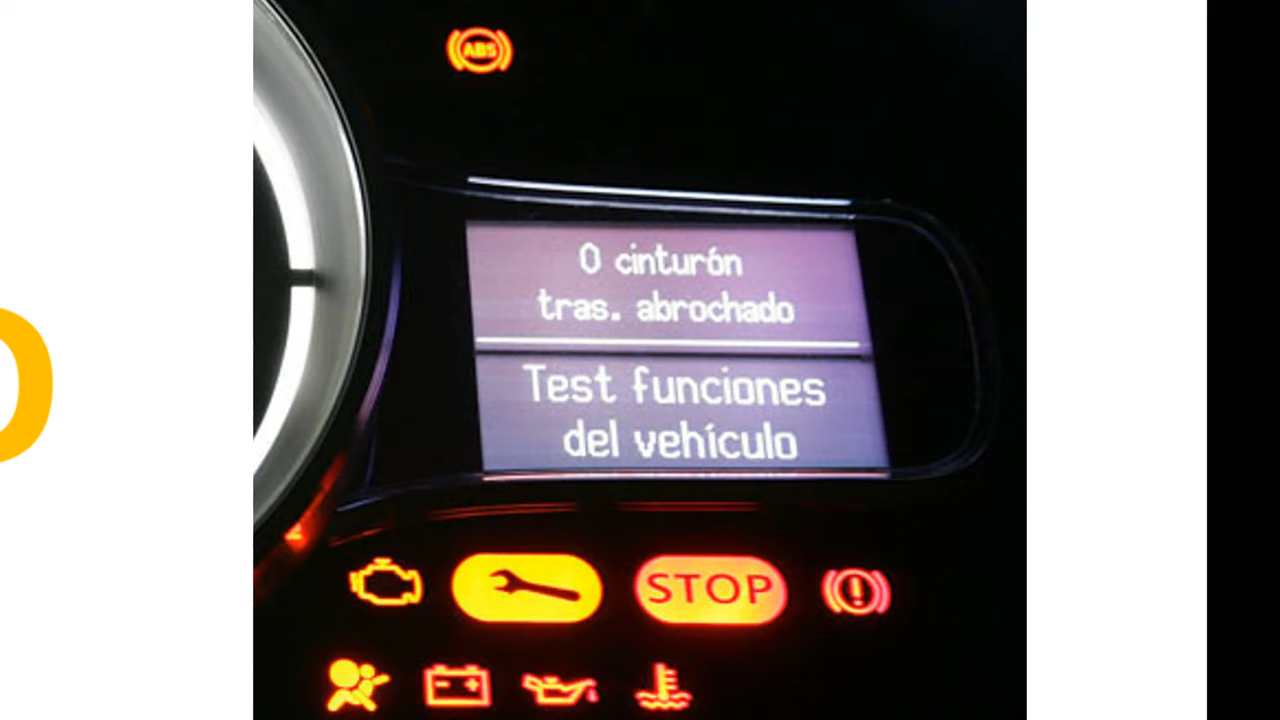 ABS
0 cinturón
tras. abrochado
Test funciones
del vehículo
STOP